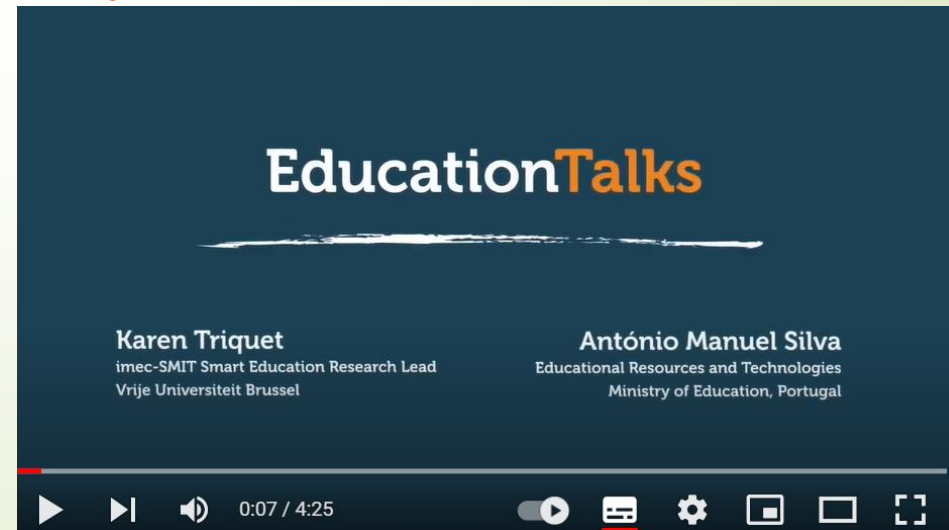 EducationTalks
Karen Triquet
imec-SMIT Smart Education Research Lead
Vrije Universiteit Brussel
António Manuel Silva
Educational Resources and Technologies
Ministry of Education, Portugal
0:07 / 4:25